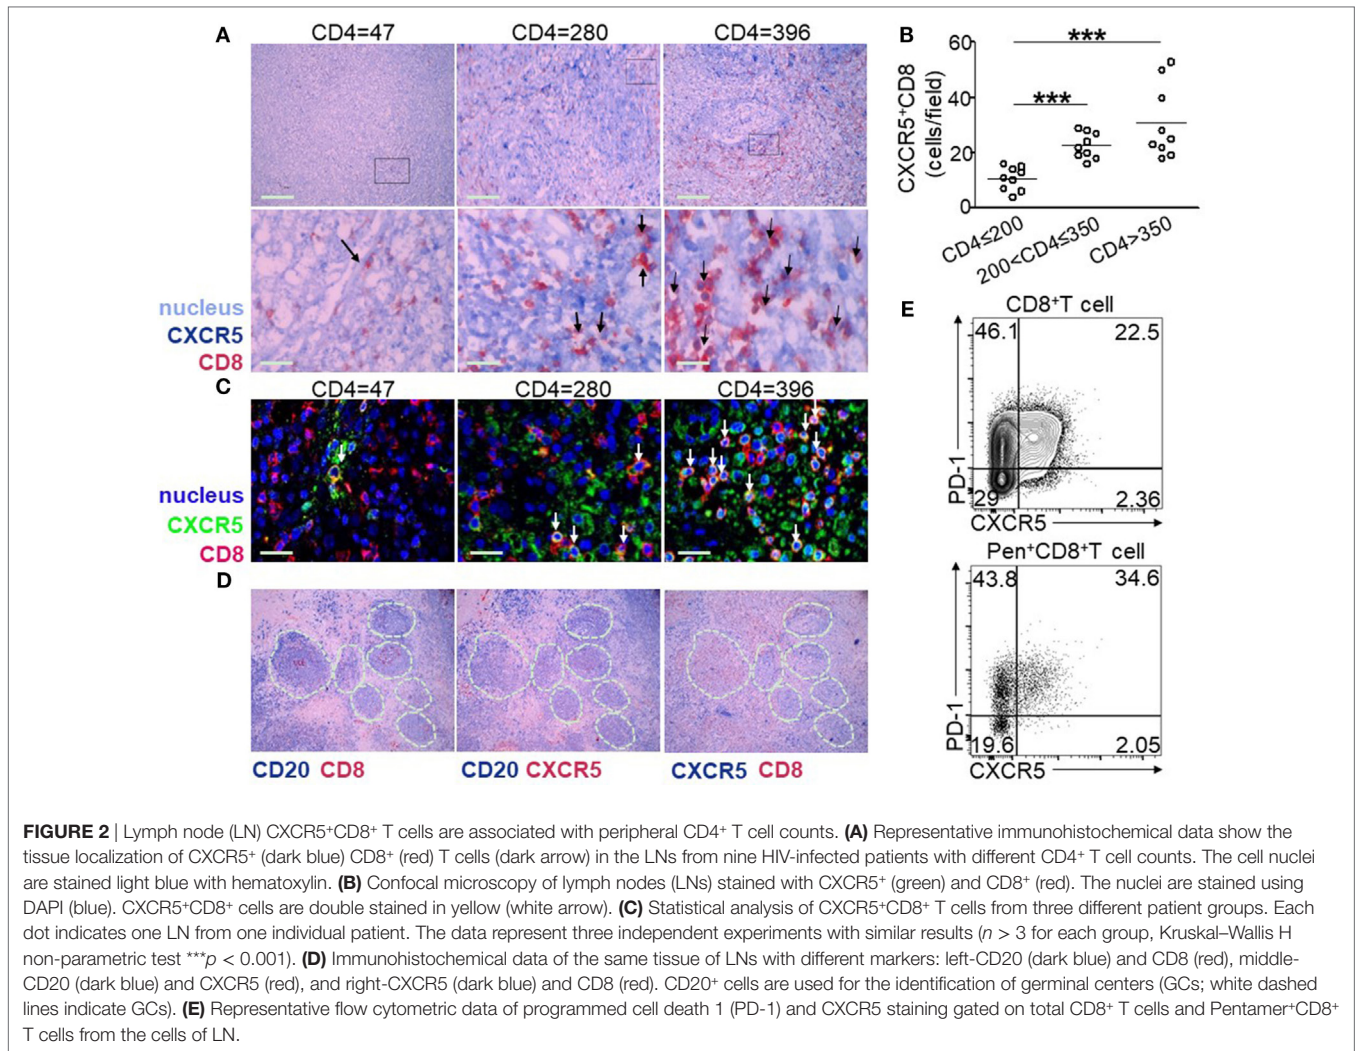 A
CD4=47
CD4=280
CD4=396
nucleus
CXCR5
CD8
B
***
***
60
40
20
0
CXCR5⁺CD8
(cells/field)
CD4≤200
200<CD4≤350
CD4>350
C
CD4=47
CD4=280
CD4=396
nucleus
CXCR5
CD8
D
CD20 CD8
CD20 CXCR5
CXCR5 CD8
E
CD8⁺T cell
46.1
22.5
29
2.36
PD-1
CXCR5
Pen⁺CD8⁺T cell
43.8
34.6
19.6
2.05
PD-1
CXCR5
FIGURE 2 | Lymph node (LN) CXCR5⁺CD8⁺ T cells are associated with peripheral CD4⁺ T cell counts. (A) Representative immunohistochemical data show the
tissue localization of CXCR5⁺ (dark blue) CD8⁺ (red) T cells (dark arrow) in the LNs from nine HIV-infected patients with different CD4⁺ T cell counts. The cell nuclei
are stained light blue with hematoxylin. (B) Confocal microscopy of lymph nodes (LNs) stained with CXCR5⁺ (green) and CD8⁺ (red). The nuclei are stained using
DAPI (blue). CXCR5⁺CD8⁺ cells are double stained in yellow (white arrow). (C) Statistical analysis of CXCR5⁺CD8⁺ T cells from three different patient groups. Each
dot indicates one LN from one individual patient. The data represent three independent experiments with similar results (n > 3 for each group, Kruskal–Wallis H
non-parametric test ***p < 0.001). (D) Immunohistochemical data of the same tissue of LNs with different markers: left-CD20 (dark blue) and CD8 (red), middle-
CD20 (dark blue) and CXCR5 (red), and right-CXCR5 (dark blue) and CD8 (red). CD20⁺ cells are used for the identification of germinal centers (GCs; white dashed
lines indicate GCs). (E) Representative flow cytometric data of programmed cell death 1 (PD-1) and CXCR5 staining gated on total CD8⁺ T cells and Pentamer⁺CD8⁺
T cells from the cells of LN.